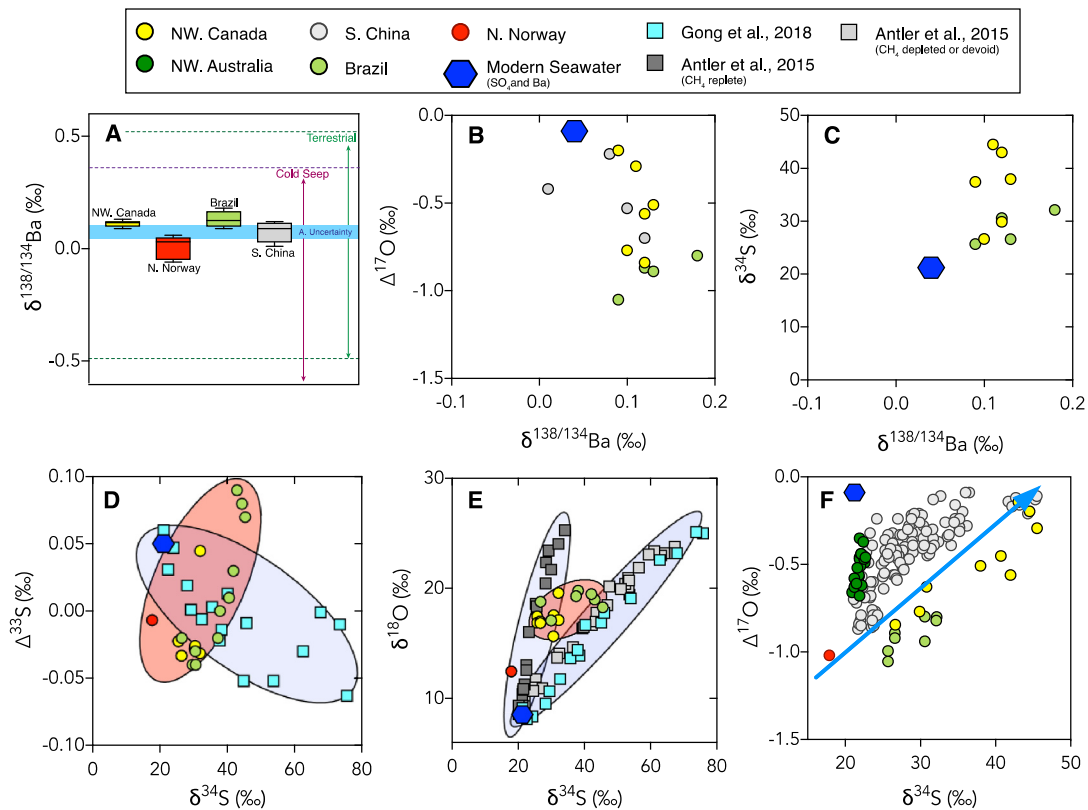 NW. Canada
S. China
N. Norway
Gong et al., 2018
Antler et al., 2015
(CH₄ depleted or devoid)
NW. Australia
Brazil
Modern Seawater
(SO₄and Ba)
Antler et al., 2015
(CH₄ replete)
A
0.5
0.0
-0.5
δ¹³⁸/¹³⁴Ba (‰)
Terrestrial
Cold Seep
NW. Canada
Brazil
A. Uncertainty
N. Norway
S. China
B
0.0
-0.5
-1.0
-1.5
Δ¹⁷O (‰)
-0.1
0.0
0.1
0.2
δ¹³⁸/¹³⁴Ba (‰)
C
50
40
30
20
10
0
δ³⁴S (‰)
-0.1
0.0
0.1
0.2
δ¹³⁸/¹³⁴Ba (‰)
D
0.10
0.05
0.00
-0.05
-0.10
Δ³³S (‰)
0
20
40
60
80
δ³⁴S (‰)
E
30
20
10
δ¹⁸O (‰)
0
20
40
60
80
δ³⁴S (‰)
F
0.0
-0.5
-1.0
-1.5
Δ¹⁷O (‰)
20
30
40
50
δ³⁴S (‰)